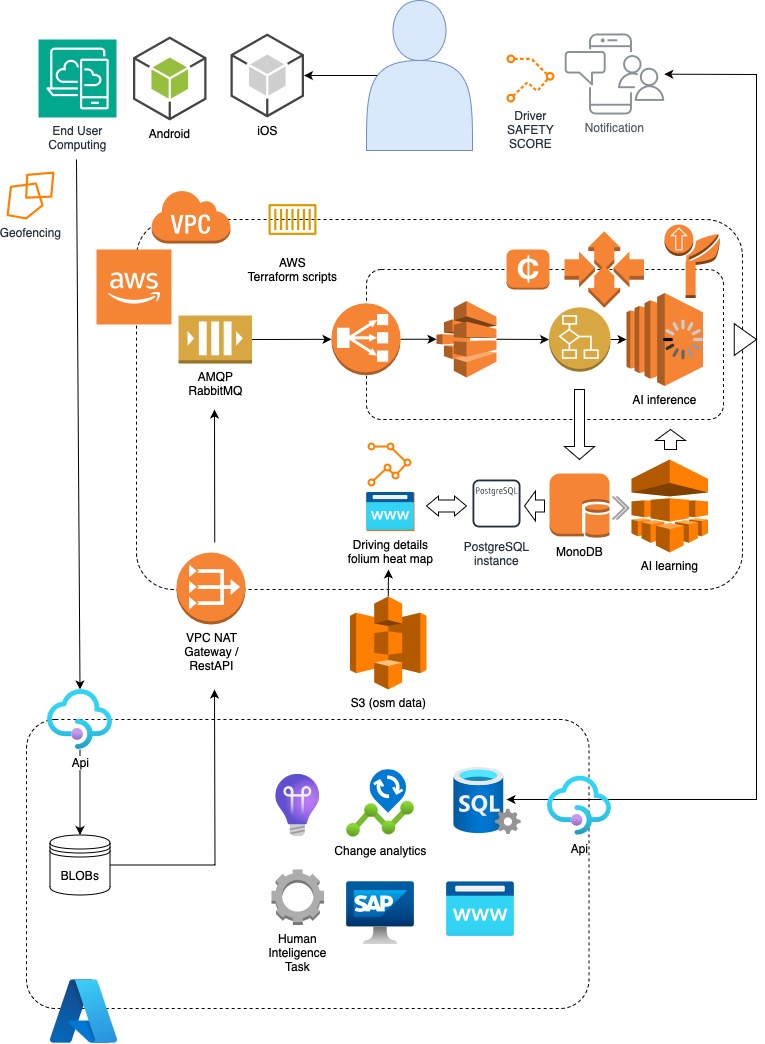 End User
Computing
Android
iOS
Driver
SAFETY
SCORE
Notification
Geofencing
VPC
AWS
Terraform scripts
aws
¢
AMQP
RabbitMQ
AI inference
PostgreSQL
www
Driving details
folium heat map
PostgreSQL
instance
MonoDB
AI learning
VPC NAT
Gateway /
RestAPI
S3 (osm data)
Api
SQL
Change analytics
Api
BLOBs
SAP
www
Human
Inteligence
Task